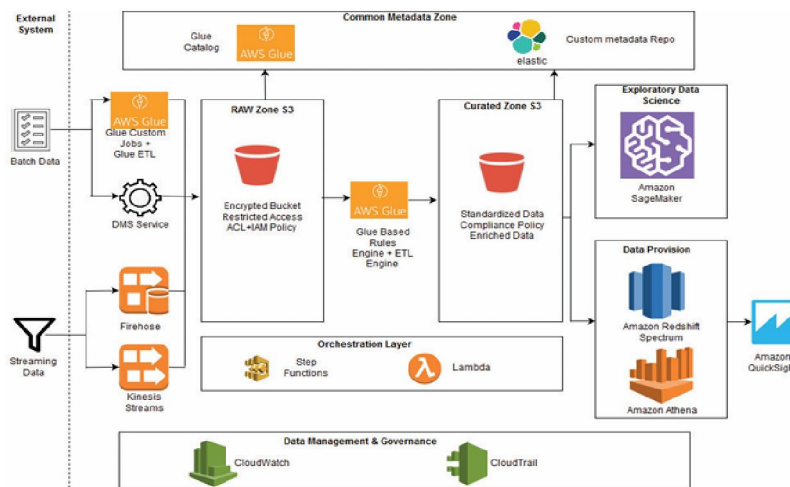 External
System
Common Metadata Zone
Glue
Catalog
AWS Glue
elastic
Custom metadata Repo
Batch Data
AWS Glue
Glue Custom
Jobs +
Glue ETL
DMS Service
RAW Zone S3
Encrypted Bucket
Restricted Access
ACL+IAM Policy
AWS Glue
Glue Based
Rules
Engine + ETL
Engine
Curated Zone S3
Standardized Data
Compliance Policy
Enriched Data
Exploratory Data
Science
Amazon
SageMaker
Streaming
Data
Firehose
Kinesis
Streams
Orchestration Layer
Step
Functions
Lambda
Data Provision
Amazon Redshift
Spectrum
Amazon Athena
Amazon
QuickSigh
Data Management & Governance
CloudWatch
CloudTrail